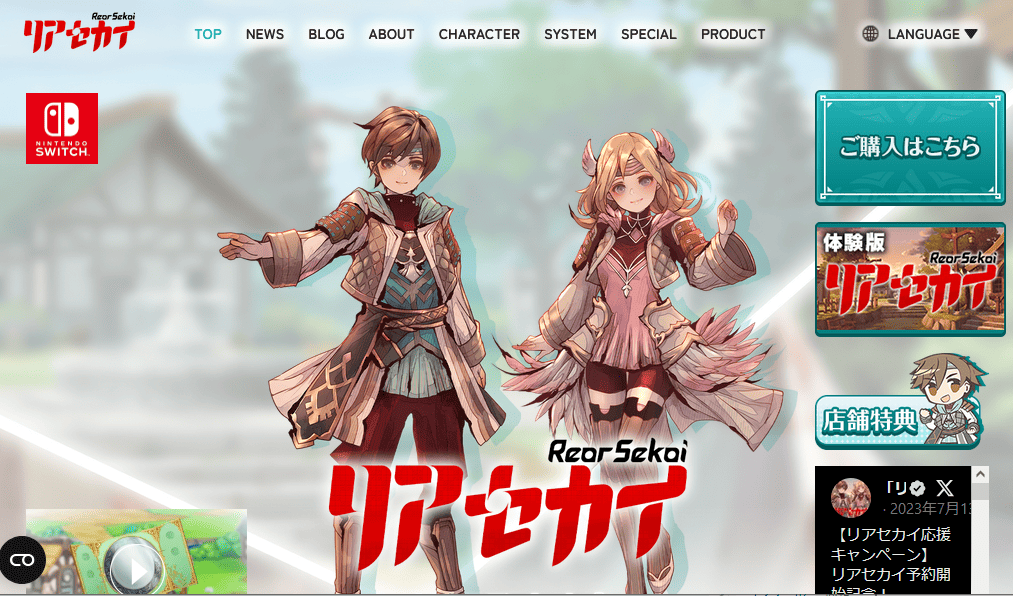 Rear Sekai
リアセカイ
TOP NEWS BLOG ABOUT CHARACTER SYSTEM SPECIAL PRODUCT LANGUAGE
NINTENDO
SWITCH
ご購入はこちら
体験版
Rear Sekai
リアセカイ
店舗特典
Rear Sekai
リアセカイ
「リ
· 2023年7月13
【リアセカイ応援
キャンペーン】
リアセカイ予約開
始記念！